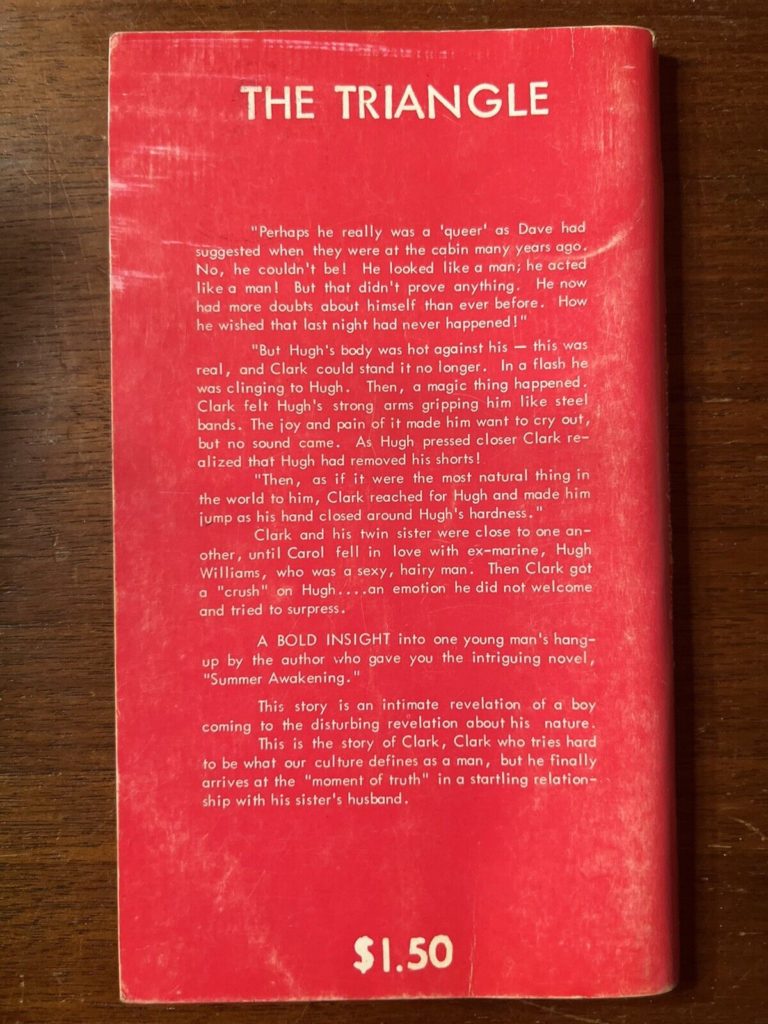 THE TRIANGLE
"Perhaps he really was a 'queer' as Dave had
suggested when they were at the cabin many years ago.
No, he couldn't be! He looked like a man; he acted
like a man! But that didn't prove anything. He now
had more doubts about himself than ever before. How
he wished that last night had never happened!"
"But Hugh's body was hot against his — this was
real, and Clark could stand it no longer. In a flash he
was clinging to Hugh. Then, a magic thing happened.
Clark felt Hugh's strong arms gripping him like steel
bands. The joy and pain of it made him want to cry out,
but no sound came. As Hugh pressed closer Clark re-
alized that Hugh had removed his shorts!
"Then, as if it were the most natural thing in
the world to him, Clark reached for Hugh and made him
jump as his hand closed around Hugh's hardness."
Clark and his twin sister were close to one an-
other, until Carol fell in love with ex-marine, Hugh
Williams, who was a sexy, hairy man. Then Clark got
a "crush" on Hugh....an emotion he did not welcome
and tried to surpress.
A BOLD INSIGHT into one young man's hang-
up by the author who gave you the intriguing novel,
"Summer Awakening."
This story is an intimate revelation of a boy
coming to the disturbing revelation about his nature.
This is the story of Clark, Clark who tries hard
to be what our culture defines as a man, but he finally
arrives at the "moment of truth" in a startling relation-
ship with his sister's husband.
$1.50